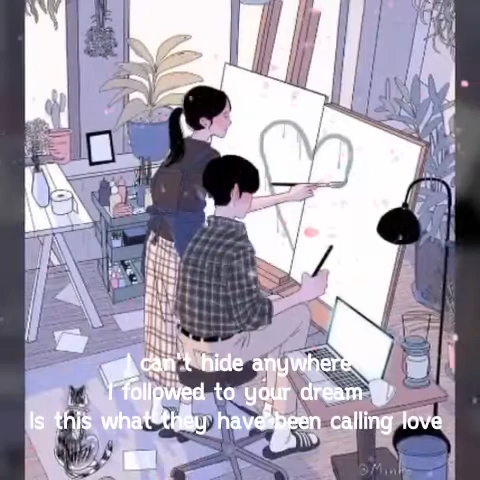 I can't hide anywhere
I followed to your dream
Is this what they have been calling love